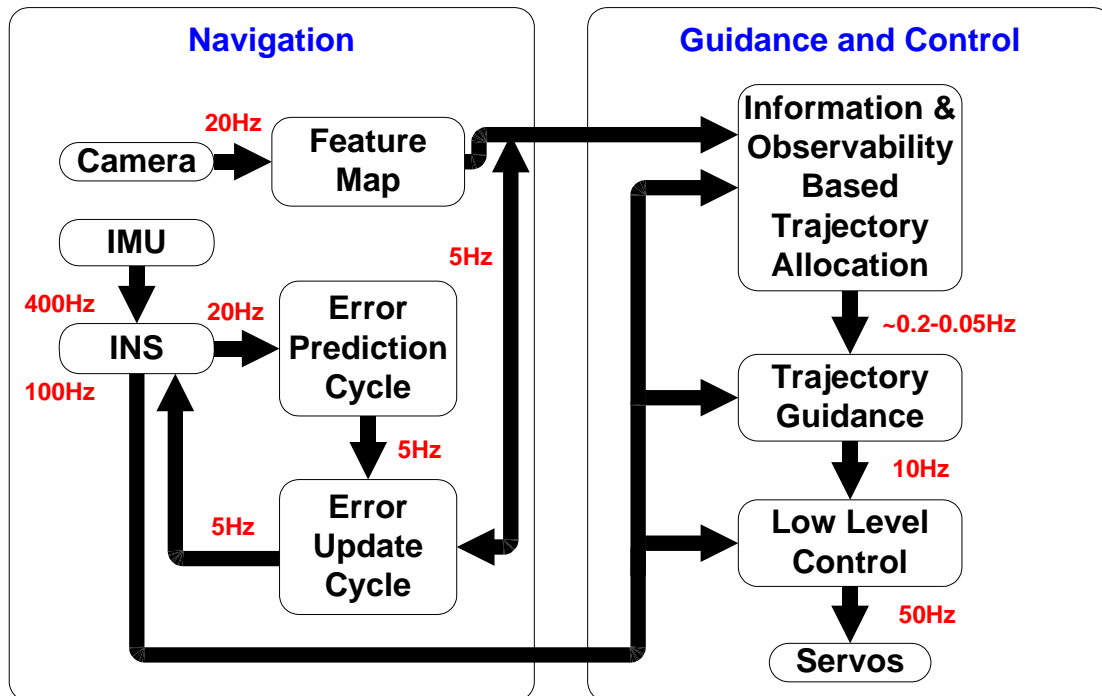 Navigation
20Hz
Camera
Feature
Map
IMU
400Hz
INS
100Hz
20Hz
Error
Prediction
Cycle
5Hz
5Hz
Error
Update
Cycle
5Hz
Guidance and Control
Information &
Observability
Based
Trajectory
Allocation
~0.2-0.05Hz
Trajectory
Guidance
10Hz
Low Level
Control
50Hz
Servos